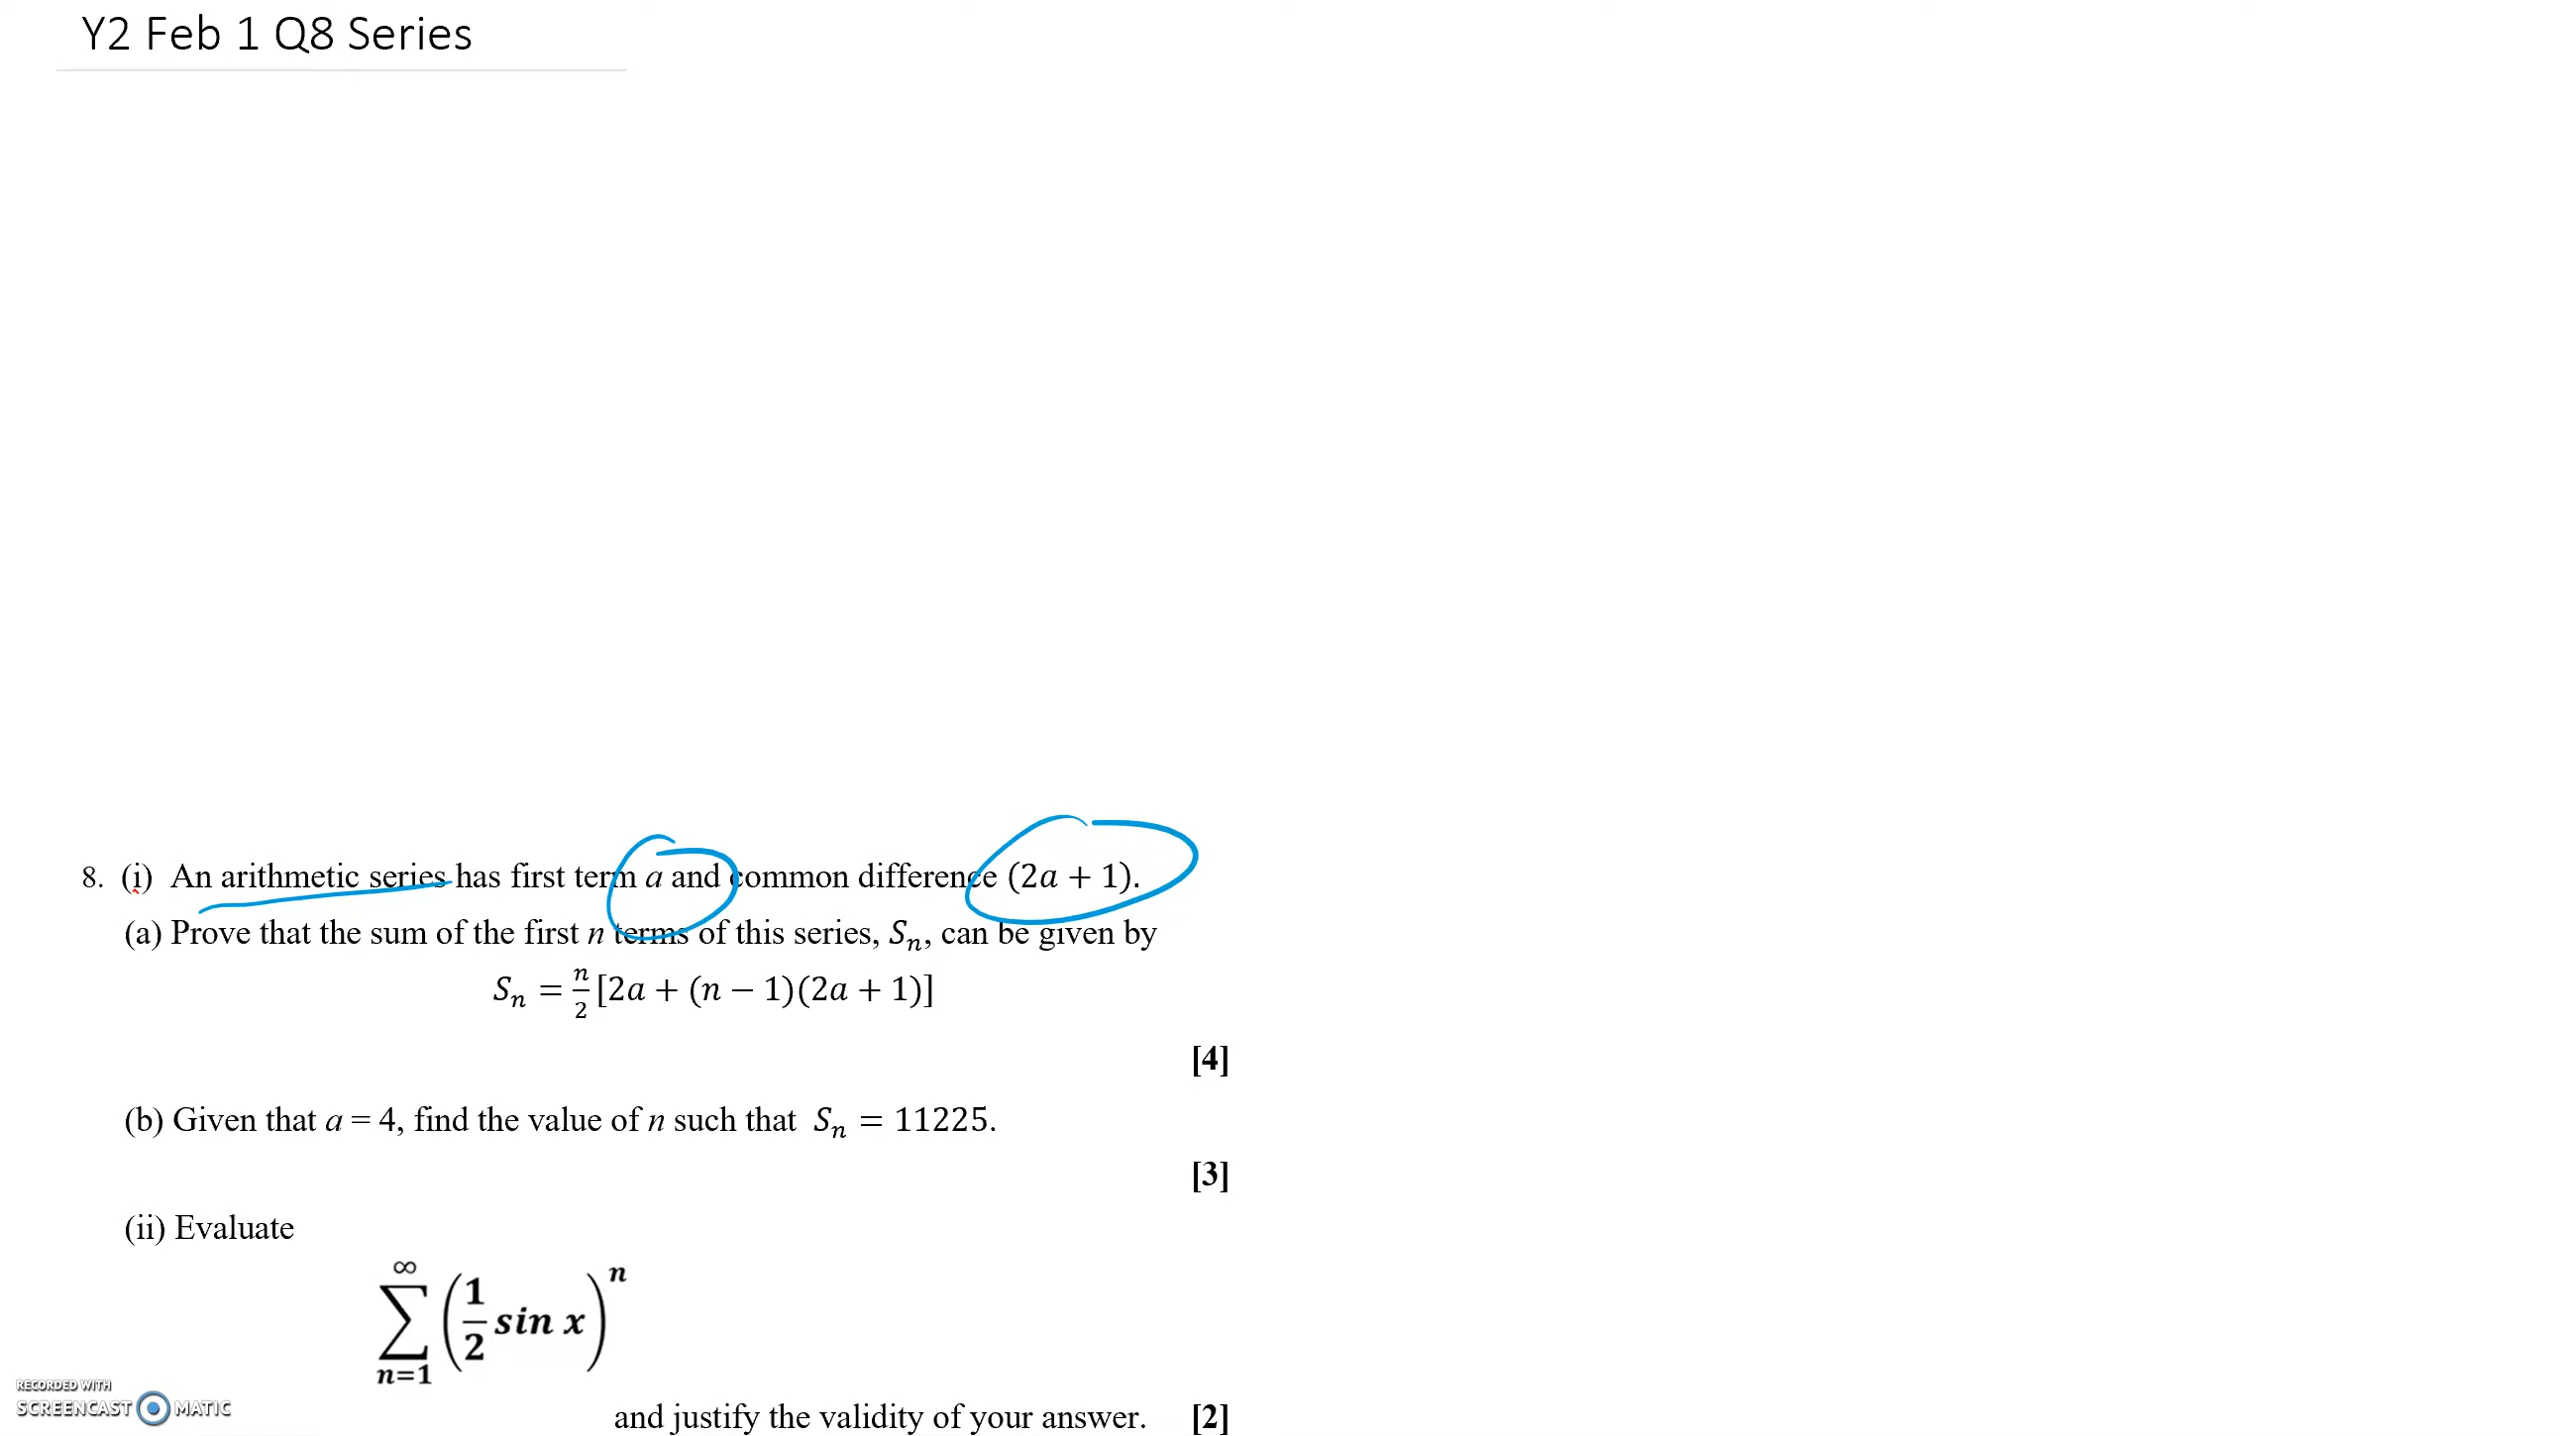 Y2 Feb 1 Q8 Series
8. (i) An arithmetic series has first term a and common difference (2a + 1).
(a) Prove that the sum of the first n terms of this series, Sₙ, can be given by
Sₙ = n/2 [2a + (n − 1)(2a + 1)]
[4]
(b) Given that a = 4, find the value of n such that Sₙ = 11225.
[3]
(ii) Evaluate
∑_{n=1}^{∞} (1/2 sin x)ⁿ
and justify the validity of your answer. [2]
RECORDED WITH
SCREENCAST MATIC